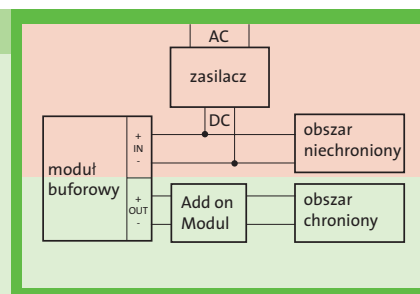 AC
zasilacz
DC
moduł
buforowy
+
IN
-
obszar
niechroniony
+
OUT
-
Add on
Modul
obszar
chroniony